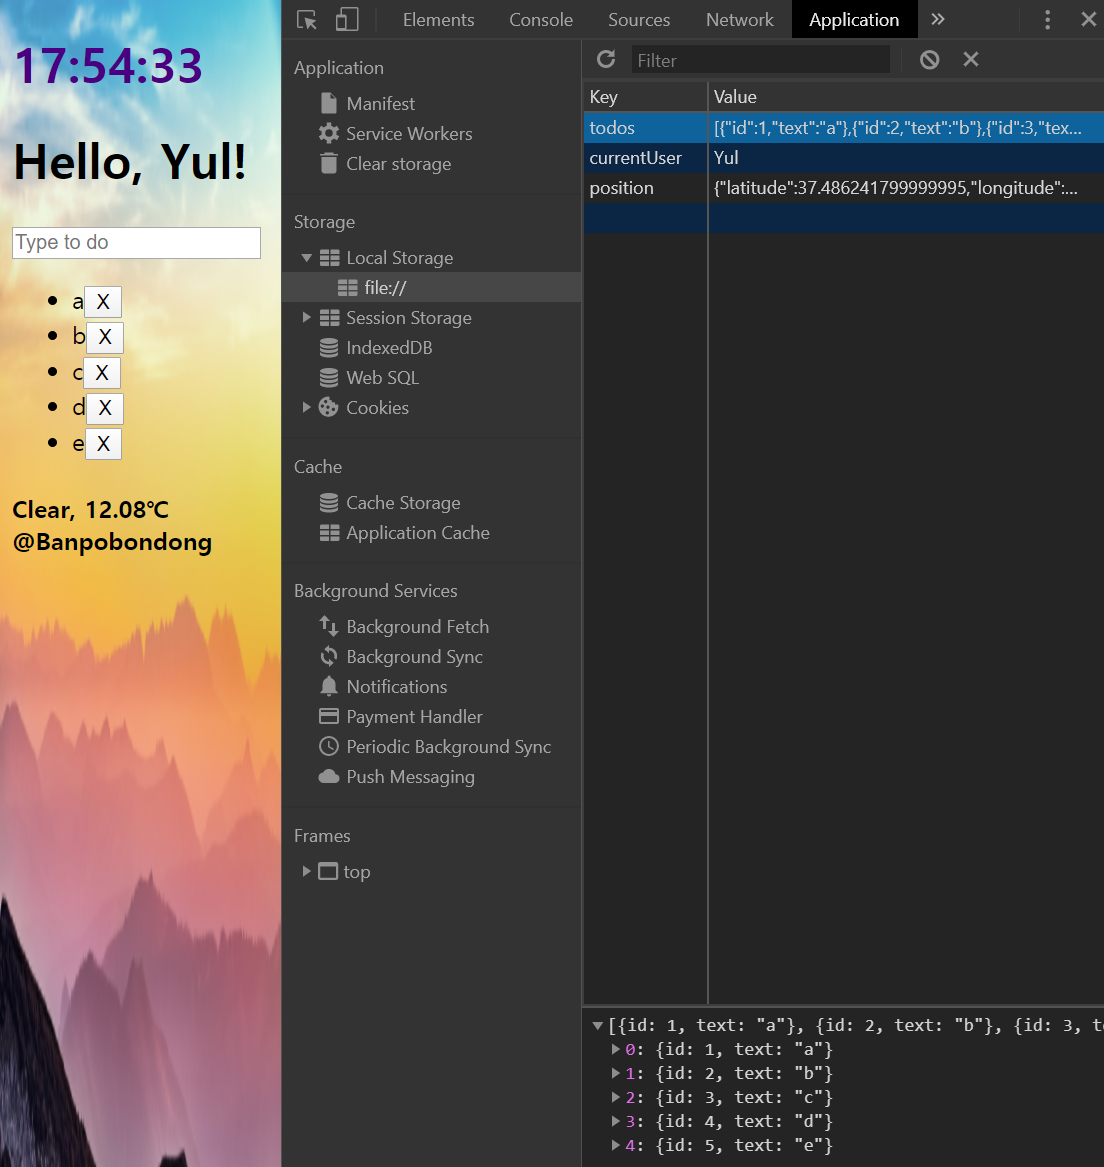 17:54:33
Hello, Yul!
Type to do
a X
b X
c X
d X
e X
Clear, 12.08℃
@Banpobondong
Elements Console Sources Network Application
Application
Manifest
Service Workers
Clear storage
Storage
Local Storage
file://
Session Storage
IndexedDB
Web SQL
Cookies
Cache
Cache Storage
Application Cache
Background Services
Background Fetch
Background Sync
Notifications
Payment Handler
Periodic Background Sync
Push Messaging
Frames
top
Filter
Key Value
todos [{"id":1,"text":"a"},{"id":2,"text":"b"},{"id":3,"tex...
currentUser Yul
position {"latitude":37.486241799999995,"longitude":...
[{id: 1, text: "a"}, {id: 2, text: "b"}, {id: 3, t
0: {id: 1, text: "a"}
1: {id: 2, text: "b"}
2: {id: 3, text: "c"}
3: {id: 4, text: "d"}
4: {id: 5, text: "e"}